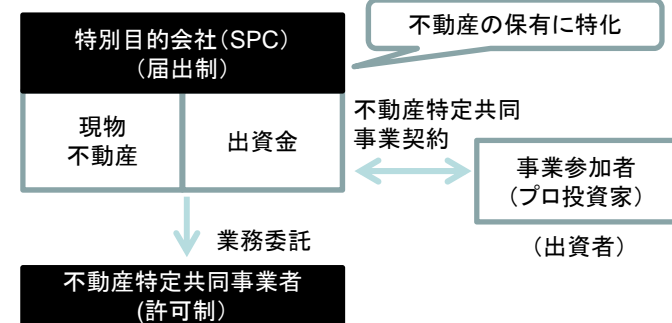 不動産の保有に特化
特別目的会社（SPC）
（届出制）
現物
不動産
出資金
不動産特定共同
事業契約
事業参加者
（プロ投資家）
（出資者）
業務委託
不動産特定共同事業者
(許可制）